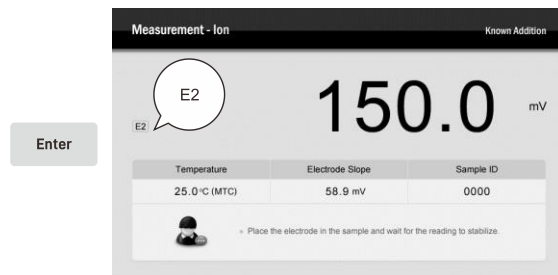 Measurement - Ion Known Addition
E2
150.0 mV
E2
Enter
Temperature Electrode Slope Sample ID
25.0 °C (MTC) 58.9 mV 0000
Place the electrode in the sample and wait for the reading to stabilize.